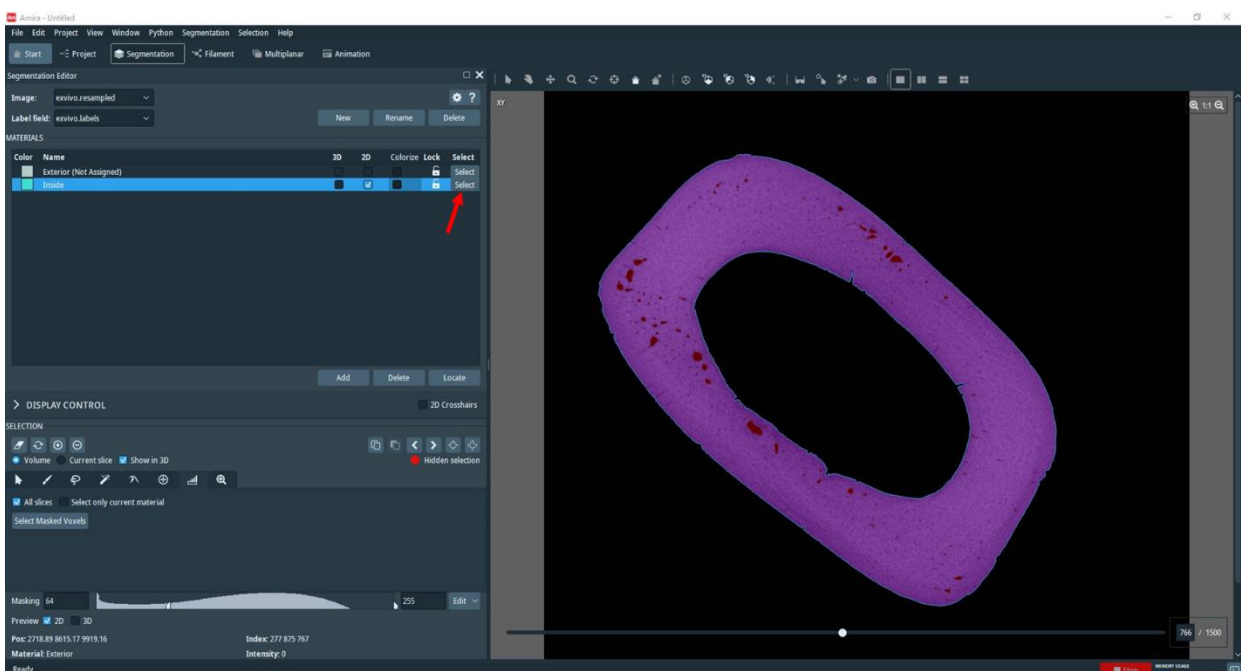 Amira - Untitled
File Edit Project View Window Python Segmentation Selection Help
Start Project Segmentation Filament Multiplanar Animation
Segmentation Editor
Image: exvivo.resampled
Label field: exvivo.labels New Rename Delete
MATERIALS
Color Name 3D 2D Colorize Lock Select
Exterior (Not Assigned) Select
Inside Select
Add Delete Locate
DISPLAY CONTROL 2D Crosshairs
SELECTION
Volume Current slice Show in 3D Hidden selection
All slices Select only current material
Select Masked Voxels
Masking 64 255 Edit
Preview 2D 3D
Pos: 2718.89 8615.17 9919.16 Index: 277 875 767
Material: Exterior Intensity: 0
Ready
XY
1:1
766 / 1500
Stop MEMORY USAGE